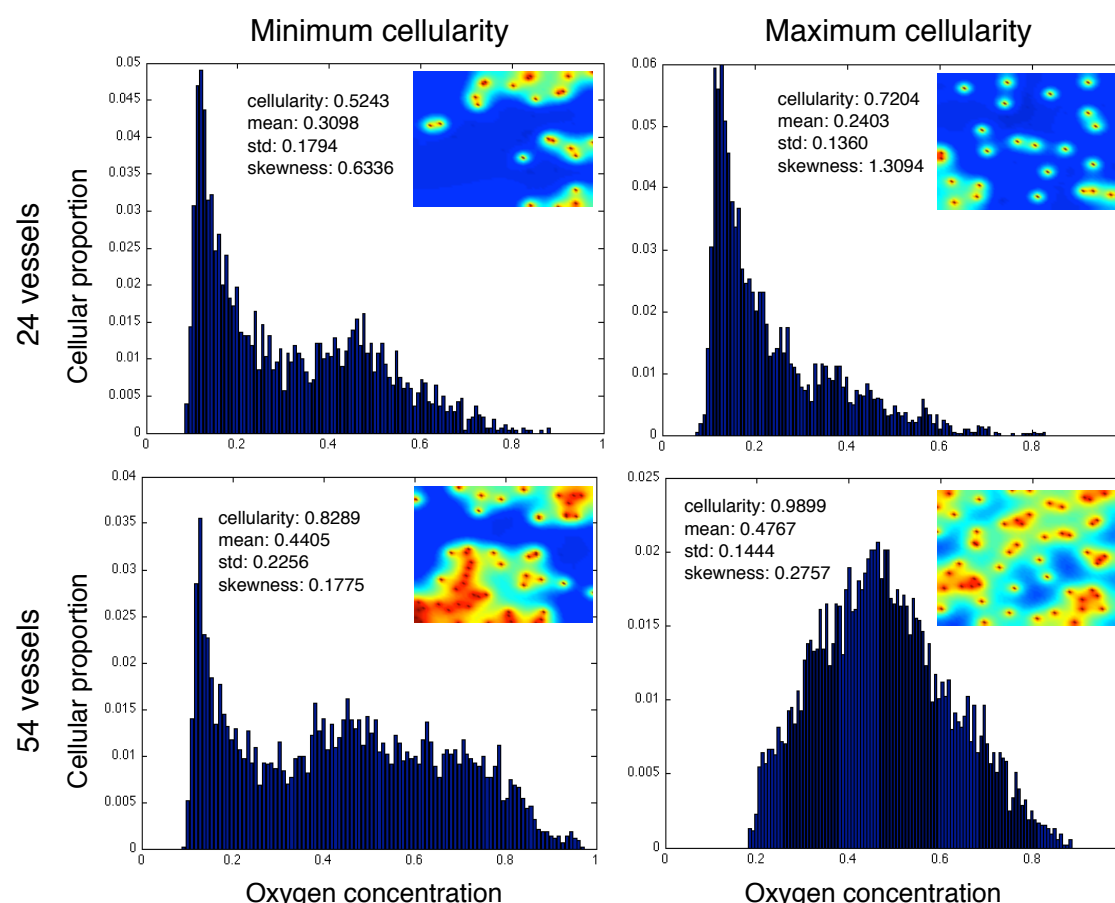 Minimum cellularity
Maximum cellularity
24 vessels
Cellular proportion
0.05
0.045
0.04
0.035
0.03
0.025
0.02
0.015
0.01
0.005
0
cellularity: 0.5243
mean: 0.3098
std: 0.1794
skewness: 0.6336
0 0.2 0.4 0.6 0.8 1
0.06
0.05
0.04
0.03
0.02
0.01
0
cellularity: 0.7204
mean: 0.2403
std: 0.1360
skewness: 1.3094
0 0.2 0.4 0.6 0.8
54 vessels
Cellular proportion
0.04
0.035
0.03
0.025
0.02
0.015
0.01
0.005
0
cellularity: 0.8289
mean: 0.4405
std: 0.2256
skewness: 0.1775
0 0.2 0.4 0.6 0.8 1
Oxygen concentration
0.025
0.02
0.015
0.01
0.005
0
cellularity: 0.9899
mean: 0.4767
std: 0.1444
skewness: 0.2757
0 0.2 0.4 0.6 0.8
Oxygen concentration